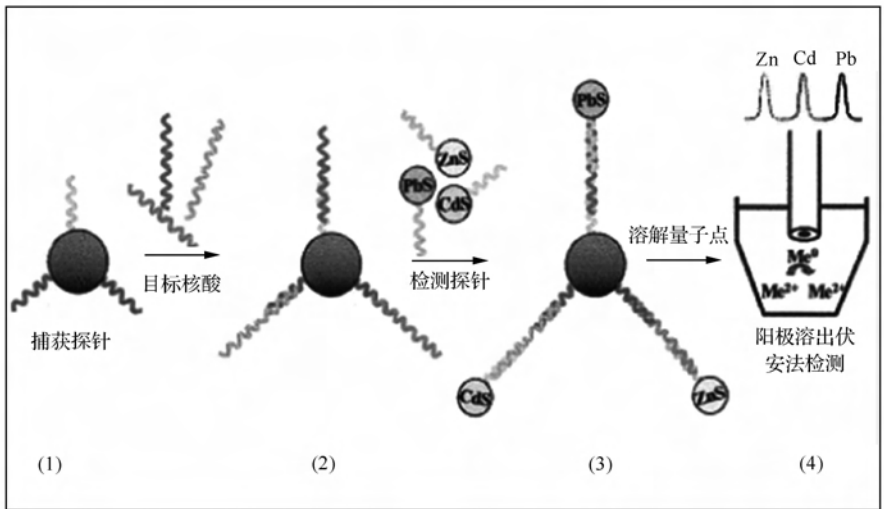 Zn Cd Pb
ZnS
PbS
CdS
PbS
目标核酸
检测探针
溶解量子点
Me⁰
Me²⁺ Me²⁺
捕获探针
阳极溶出伏
安法检测
CdS
ZnS
(1) (2) (3) (4)